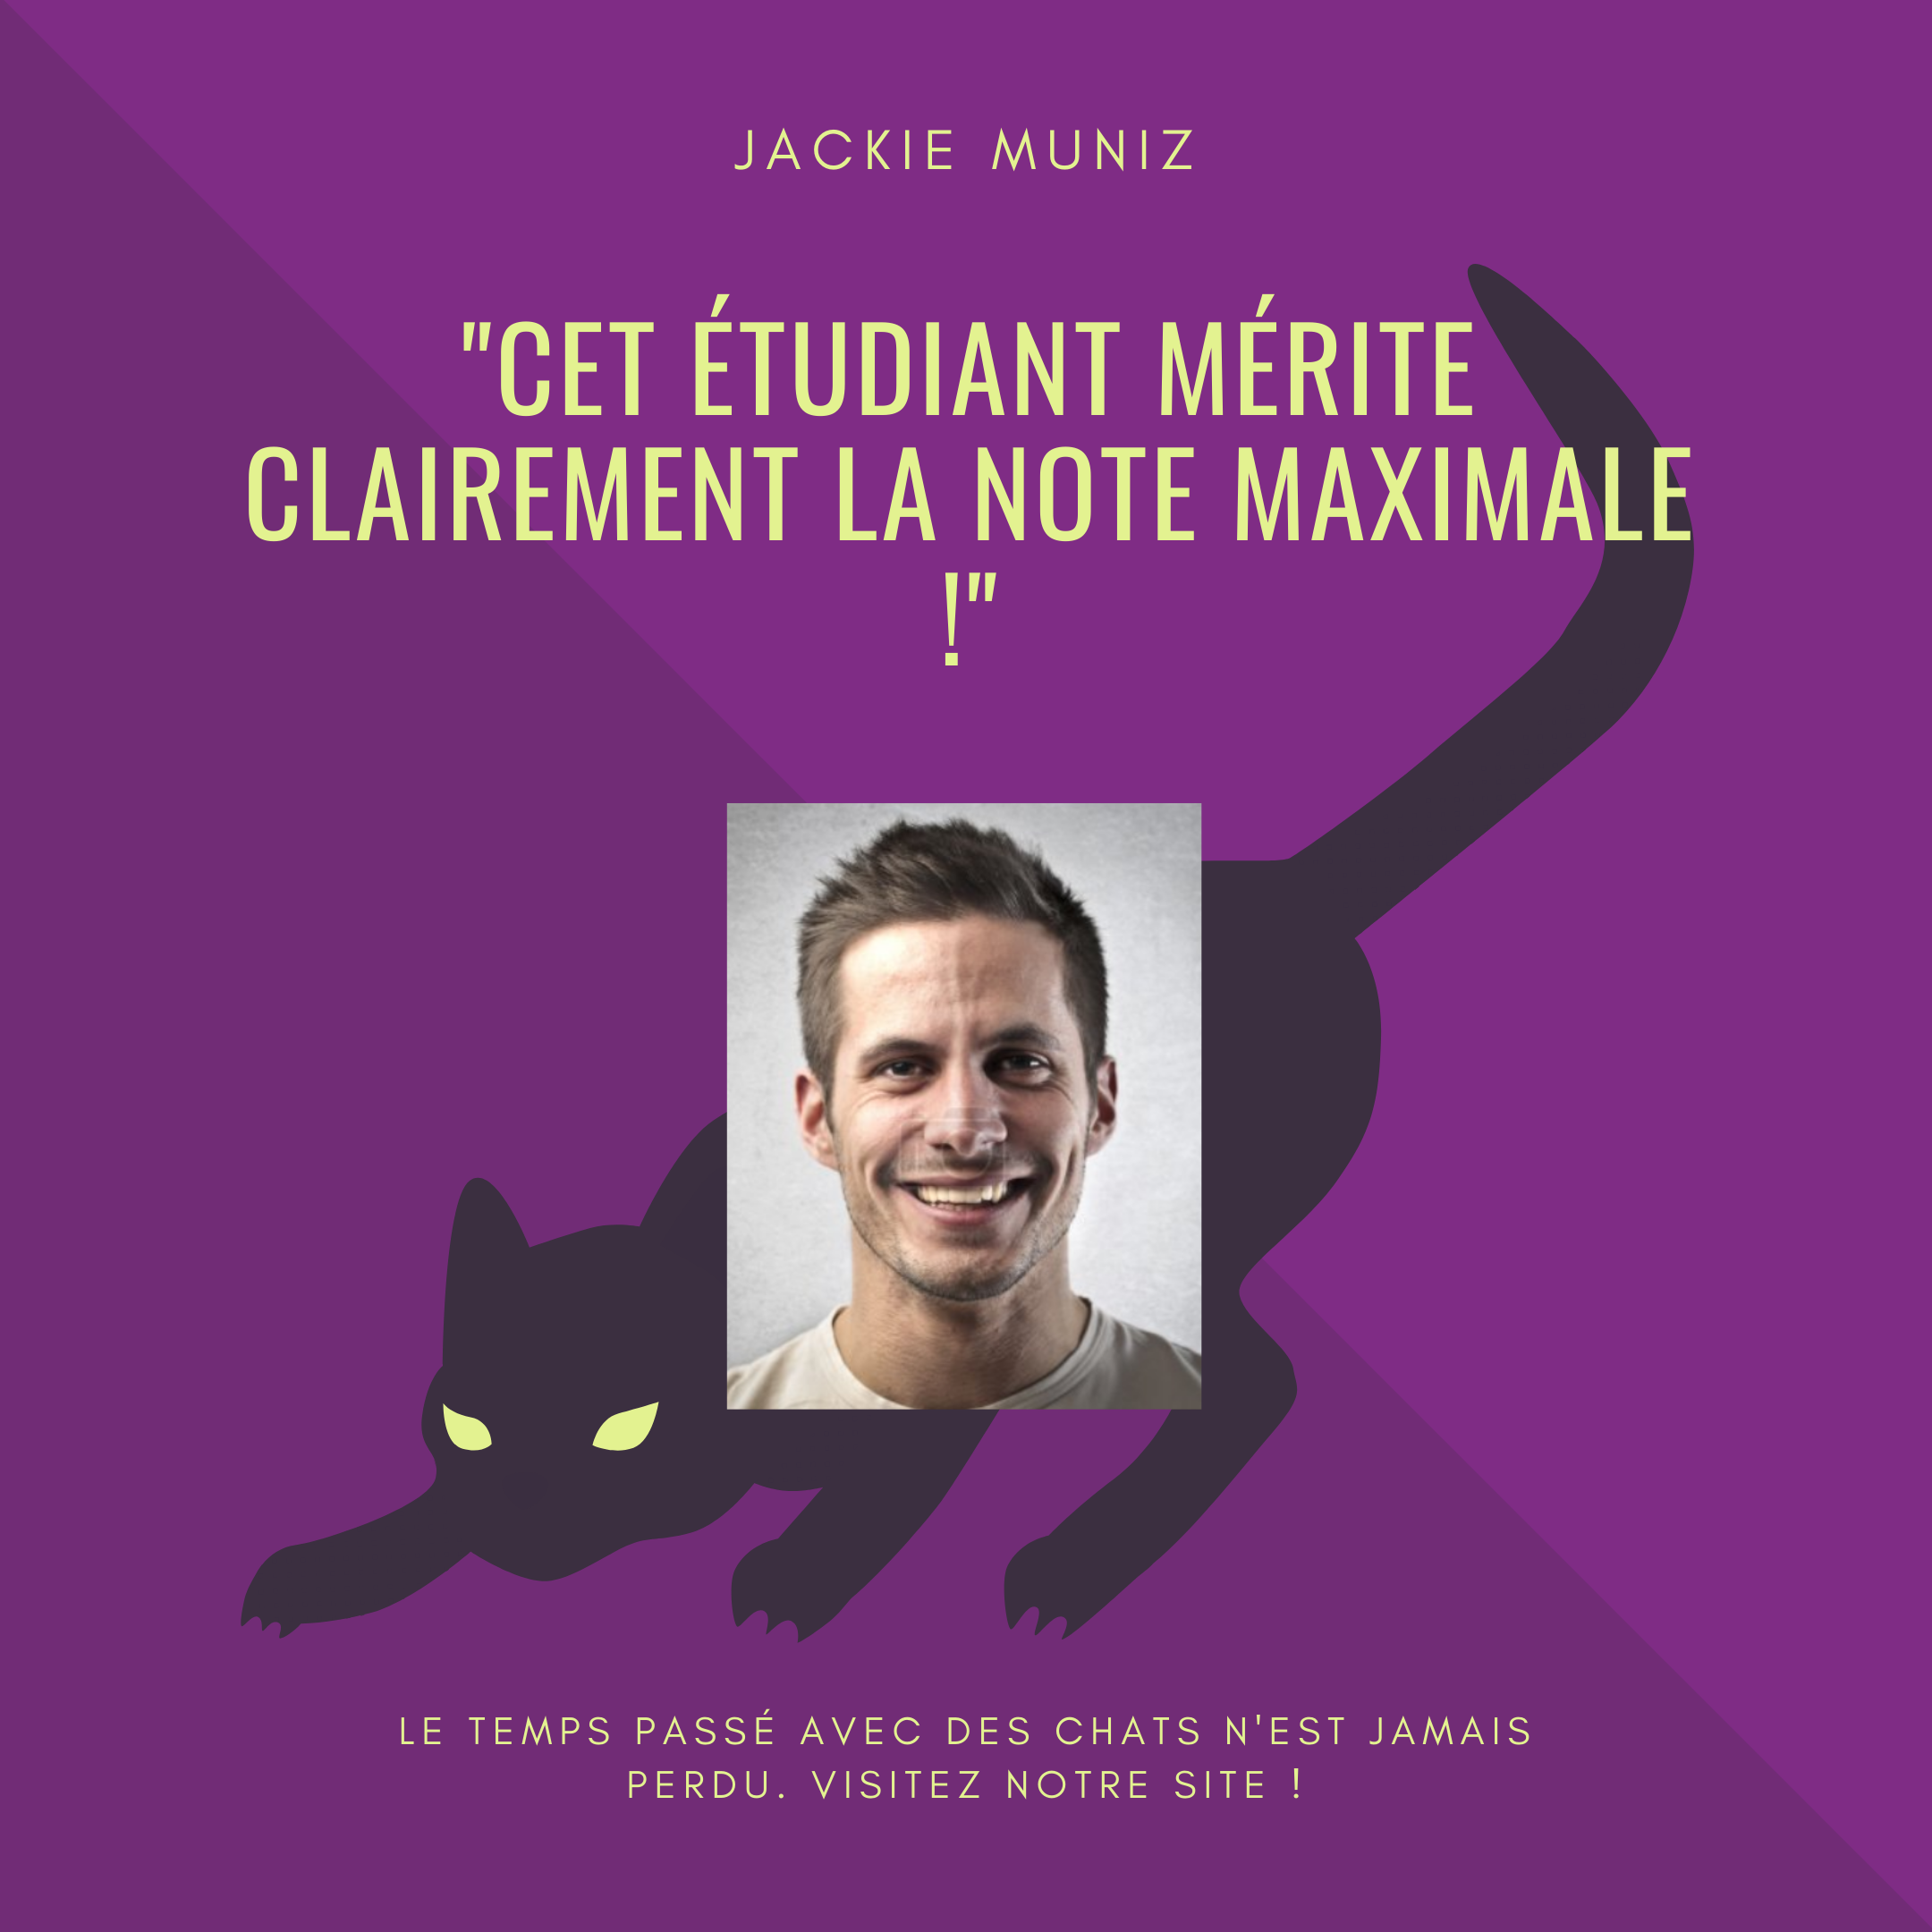 JACKIE MUNIZ
"CET ÉTUDIANT MÉRITE
CLAIREMENT LA NOTE MAXIMALE
!"
LE TEMPS PASSÉ AVEC DES CHATS N'EST JAMAIS
PERDU. VISITEZ NOTRE SITE !